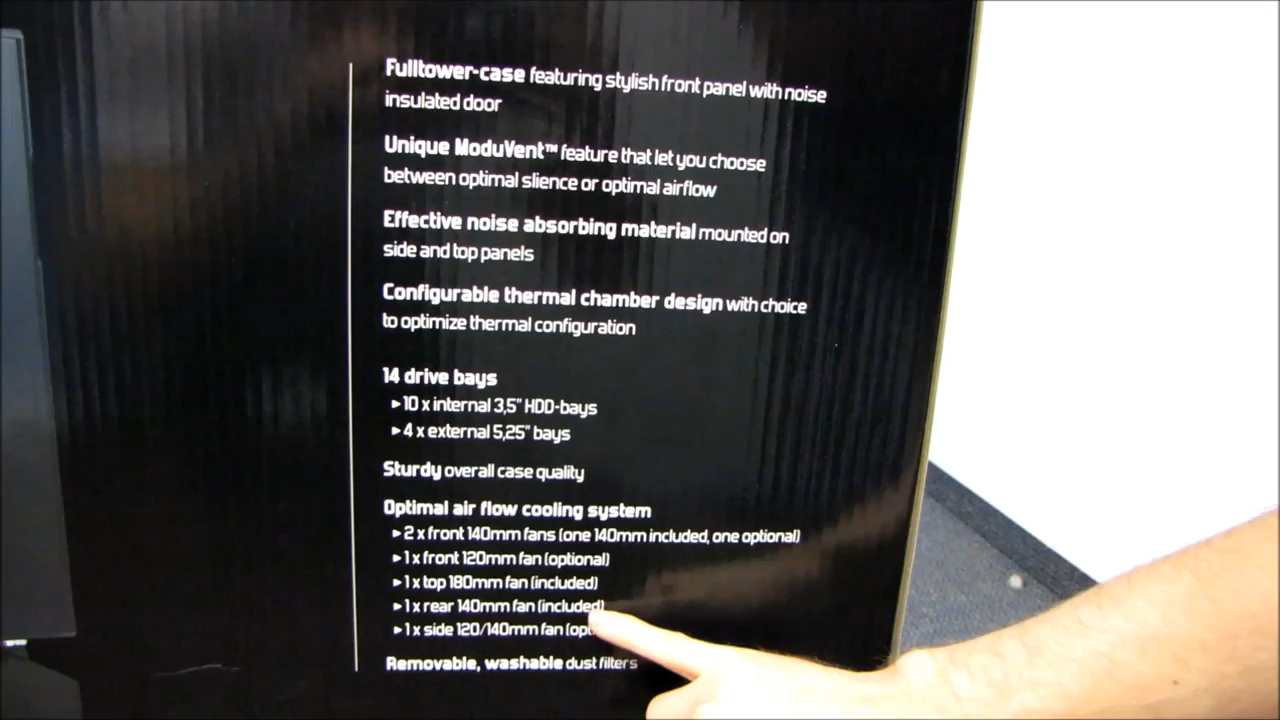 Fulltower-case featuring stylish front panel with noise
insulated door
Unique ModuVent™ feature that let you choose
between optimal slience or optimal airflow
Effective noise absorbing material mounted on
side and top panels
Configurable thermal chamber design with choice
to optimize thermal configuration
14 drive bays
▸10 x internal 3,5" HDD-bays
▸4 x external 5,25" bays
Sturdy overall case quality
Optimal air flow cooling system
▸2 x front 140mm fans (one 140mm included, one optional)
▸1 x front 120mm fan (optional)
▸1 x top 180mm fan (included)
▸1 x rear 140mm fan (included)
▸1 x side 120/140mm fan
Removable, washable dust filters